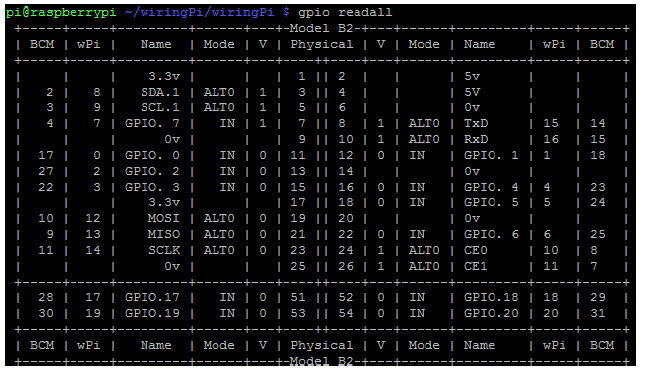 pi@raspberrypi ~/wiringPi/wiringPi $ gpio readall
+-----+-----+---------+------+---+-Model B2-+---+------+---------+-----+-----+
| BCM | wPi | Name | Mode | V | Physical | V | Mode | Name | wPi | BCM |
+-----+-----+---------+------+---+----++----+---+------+---------+-----+-----+
| | | 3.3v | | | 1 || 2 | | | 5v | | |
| 2 | 8 | SDA.1 | ALT0 | 1 | 3 || 4 | | | 5V | | |
| 3 | 9 | SCL.1 | ALT0 | 1 | 5 || 6 | | | 0v | | |
| 4 | 7 | GPIO. 7 | IN | 1 | 7 || 8 | 1 | ALT0 | TxD | 15 | 14 |
| | | 0v | | | 9 || 10 | 1 | ALT0 | RxD | 16 | 15 |
| 17 | 0 | GPIO. 0 | IN | 0 | 11 || 12 | 0 | IN | GPIO. 1 | 1 | 18 |
| 27 | 2 | GPIO. 2 | IN | 0 | 13 || 14 | | | 0v | | |
| 22 | 3 | GPIO. 3 | IN | 0 | 15 || 16 | 0 | IN | GPIO. 4 | 4 | 23 |
| | | 3.3v | | | 17 || 18 | 0 | IN | GPIO. 5 | 5 | 24 |
| 10 | 12 | MOSI | ALT0 | 0 | 19 || 20 | | | 0v | | |
| 9 | 13 | MISO | ALT0 | 0 | 21 || 22 | 0 | IN | GPIO. 6 | 6 | 25 |
| 11 | 14 | SCLK | ALT0 | 0 | 23 || 24 | 1 | ALT0 | CE0 | 10 | 8 |
| | | 0v | | | 25 || 26 | 1 | ALT0 | CE1 | 11 | 7 |
+-----+-----+---------+------+---+----++----+---+------+---------+-----+-----+
| 28 | 17 | GPIO.17 | IN | 0 | 51 || 52 | 0 | IN | GPIO.18 | 18 | 29 |
| 30 | 19 | GPIO.19 | IN | 0 | 53 || 54 | 0 | IN | GPIO.20 | 20 | 31 |
+-----+-----+---------+------+---+----++----+---+------+---------+-----+-----+
| BCM | wPi | Name | Mode | V | Physical | V | Mode | Name | wPi | BCM |
+-----+-----+---------+------+---+-Model B2-+---+------+---------+-----+-----+